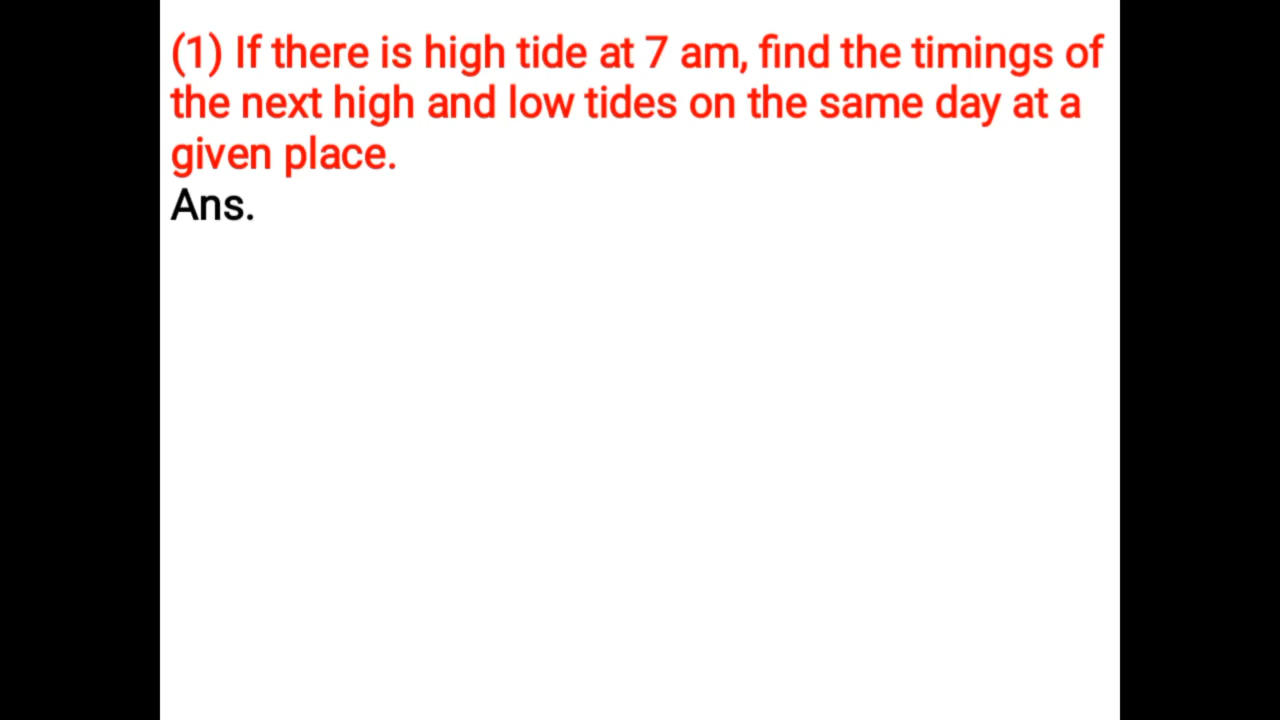 (1) If there is high tide at 7 am, find the timings of
the next high and low tides on the same day at a
given place.
Ans.